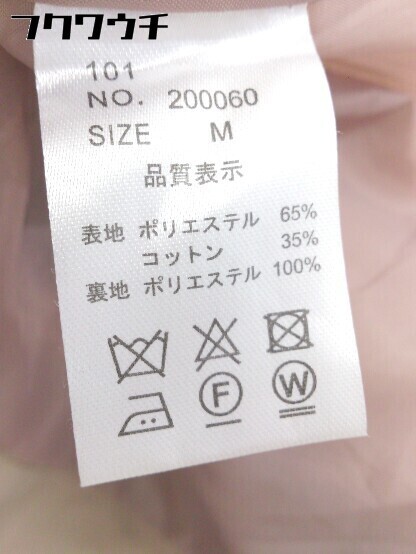 フクウクチ
101
NO. 200060
SIZE M
品質表示
表地 ポリエステル 65%
コットン 35%
裏地 ポリエステル 100%
F
W